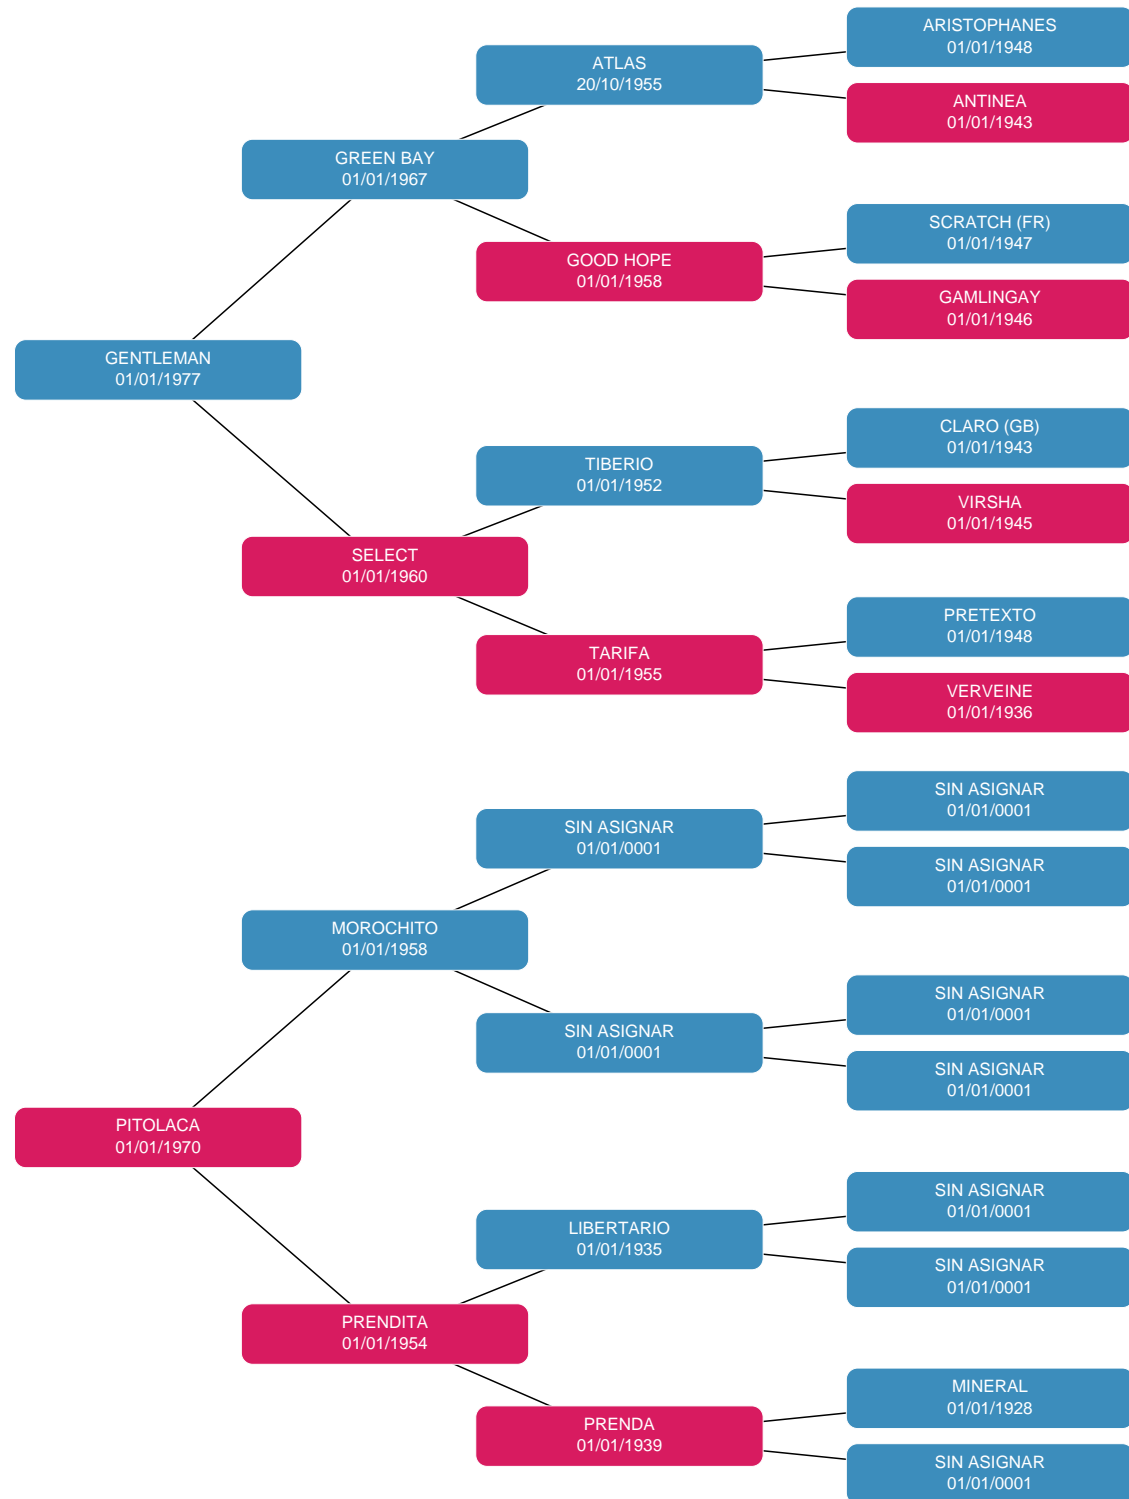 ARISTOPHANES
01/01/1948
ATLAS
20/10/1955
ANTINEA
01/01/1943
GREEN BAY
01/01/1967
SCRATCH (FR)
01/01/1947
GOOD HOPE
01/01/1958
GAMLINGAY
01/01/1946
GENTLEMAN
01/01/1977
CLARO (GB)
01/01/1943
TIBERIO
01/01/1952
VIRSHA
01/01/1945
SELECT
01/01/1960
PRETEXTO
01/01/1948
TARIFA
01/01/1955
VERVEINE
01/01/1936
SIN ASIGNAR
01/01/0001
SIN ASIGNAR
01/01/0001
SIN ASIGNAR
01/01/0001
MOROCHITO
01/01/1958
SIN ASIGNAR
01/01/0001
SIN ASIGNAR
01/01/0001
SIN ASIGNAR
01/01/0001
PITOLACA
01/01/1970
SIN ASIGNAR
01/01/0001
LIBERTARIO
01/01/1935
SIN ASIGNAR
01/01/0001
PRENDITA
01/01/1954
MINERAL
01/01/1928
PRENDA
01/01/1939
SIN ASIGNAR
01/01/0001